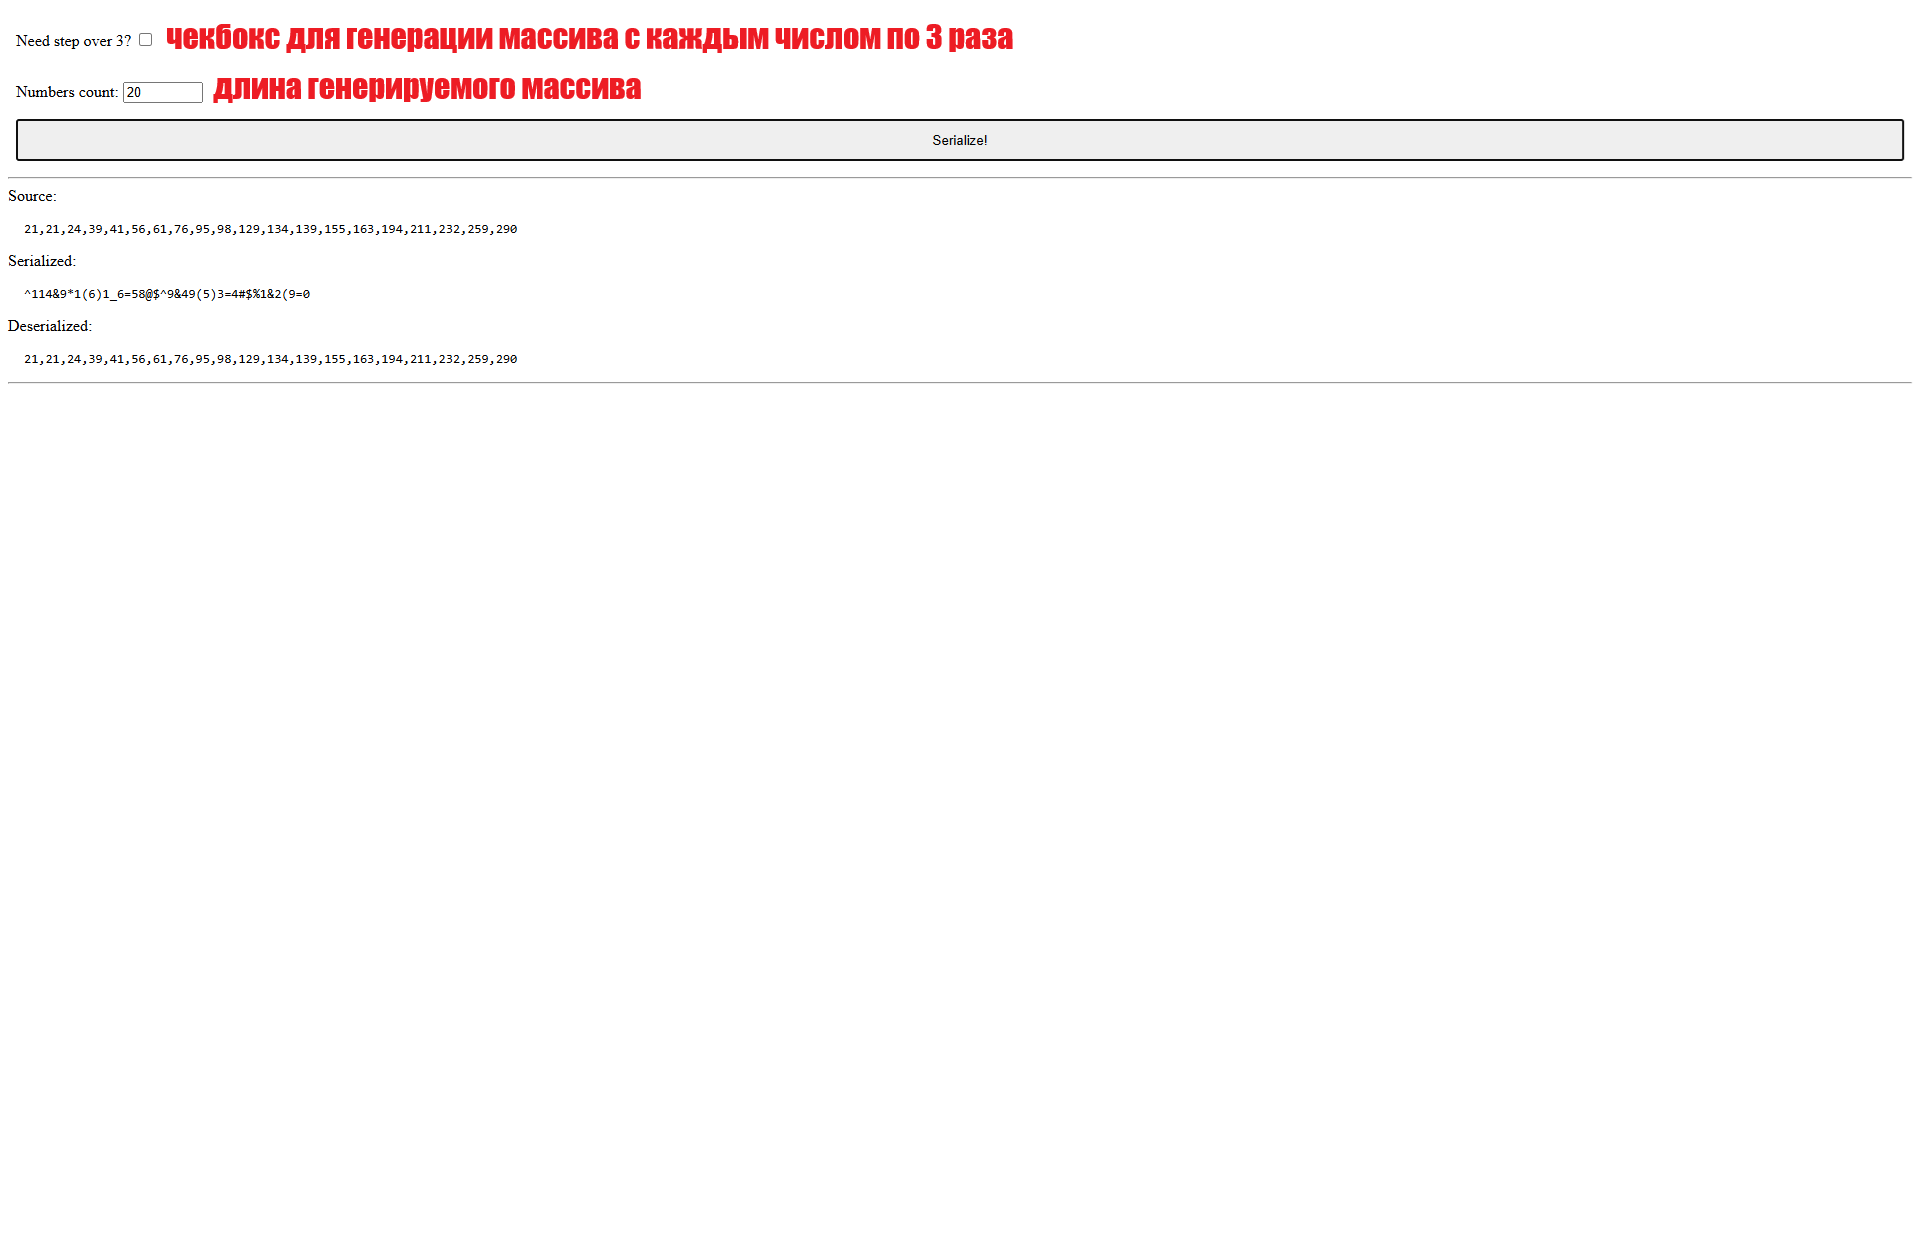 Need step over 3? чекбокс для генерации массива с каждым числом по 3 раза
Numbers count: 20 длина генерируемого массива
Serialize!
Source:
21,21,24,39,41,56,61,76,95,98,129,134,139,155,163,194,211,232,259,290
Serialized:
^114&9*1(6)1_6=58@$^9&49(5)3=4#$%1&2(9=0
Deserialized:
21,21,24,39,41,56,61,76,95,98,129,134,139,155,163,194,211,232,259,290